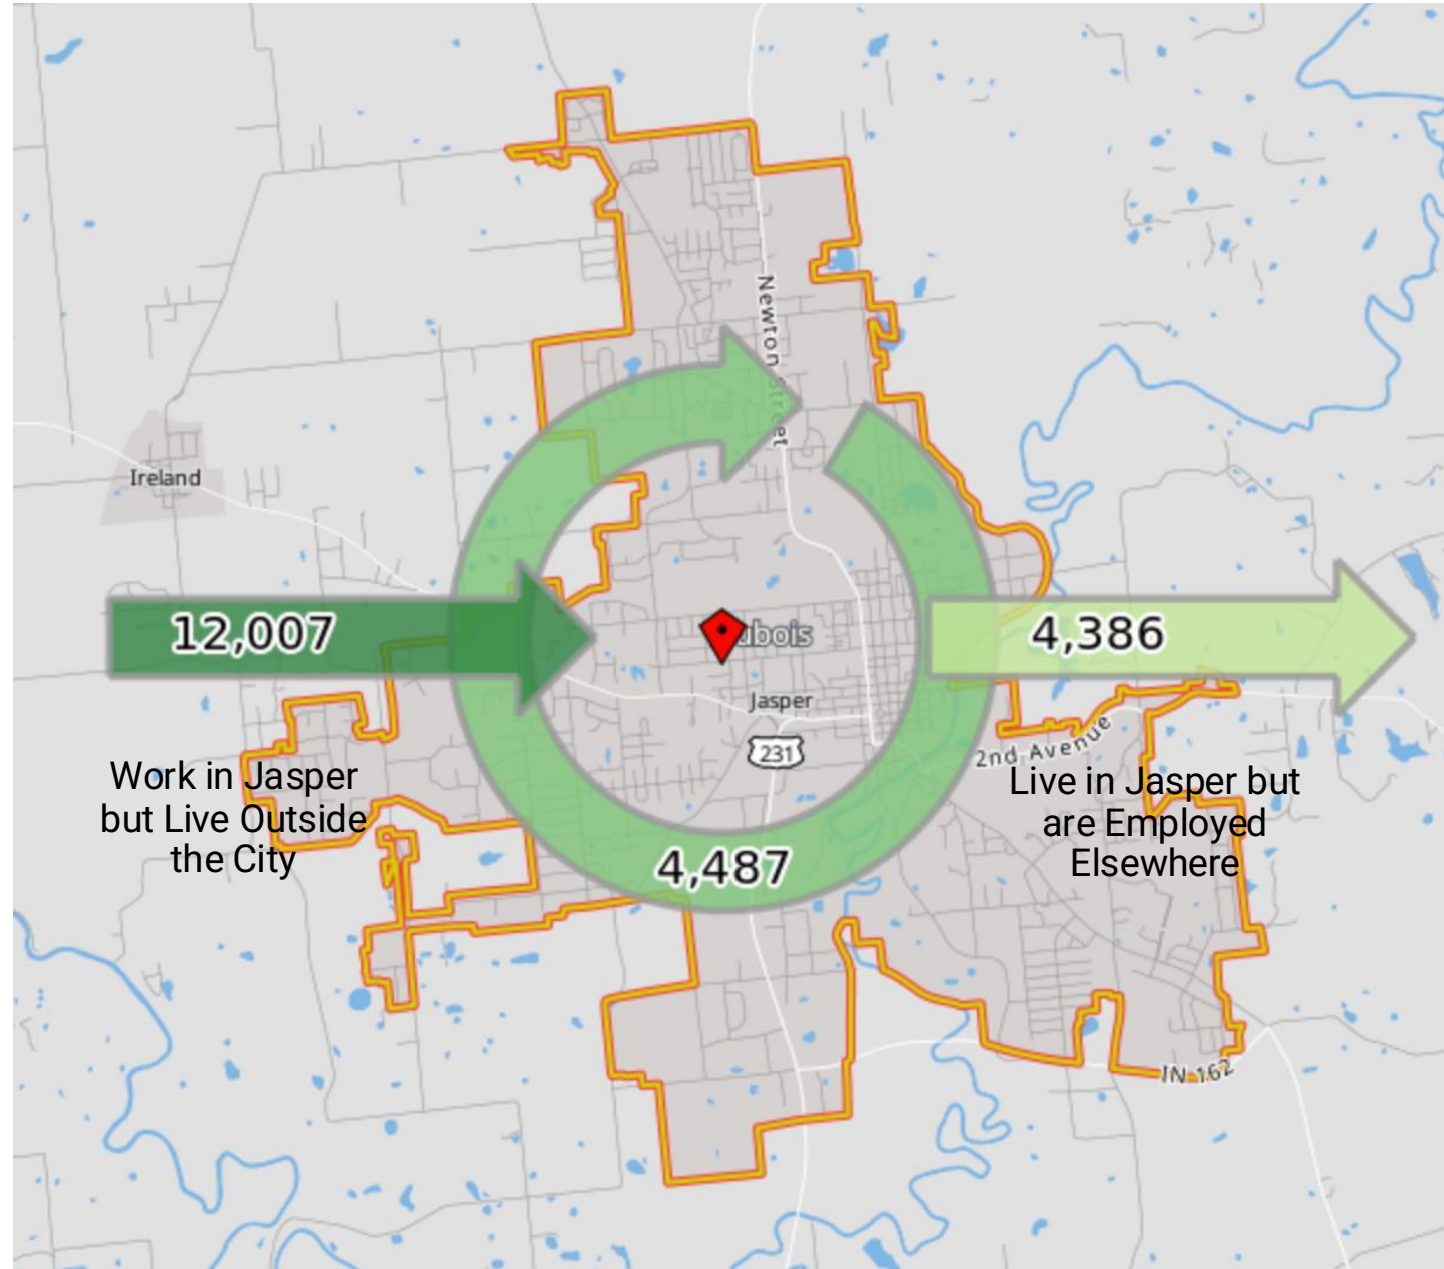 Newton Street
Ireland
12,007
4,386
Jasper
231
2nd Avenue
Work in Jasper
but Live Outside
the City
Live in Jasper but
are Employed
Elsewhere
4,487
IN 162